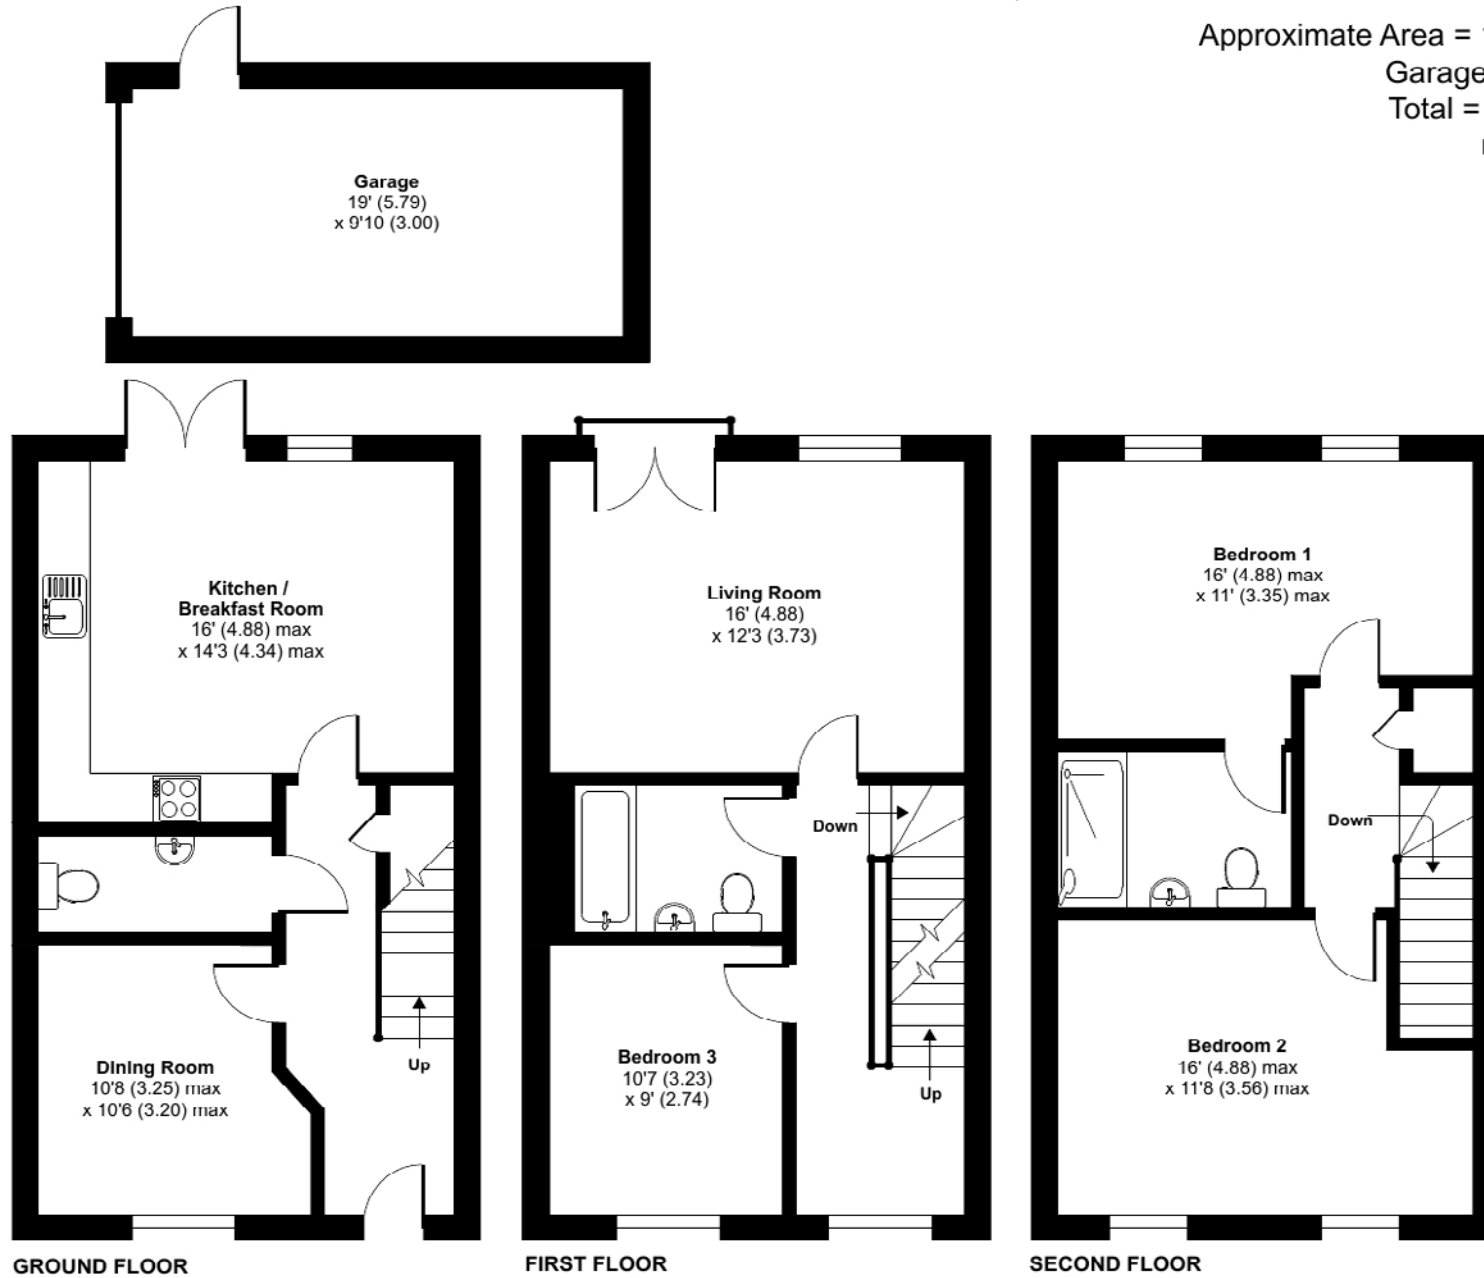 Approximate Area =
Garage
Total =
Garage
19' (5.79)
x 9'10 (3.00)
Kitchen /
Breakfast Room
16' (4.88) max
x 14'3 (4.34) max
Living Room
16' (4.88)
x 12'3 (3.73)
Bedroom 1
16' (4.88) max
x 11' (3.35) max
Down
Down
Dining Room
10'8 (3.25) max
x 10'6 (3.20) max
Up
Bedroom 3
10'7 (3.23)
x 9' (2.74)
Up
Bedroom 2
16' (4.88) max
x 11'8 (3.56) max
GROUND FLOOR
FIRST FLOOR
SECOND FLOOR